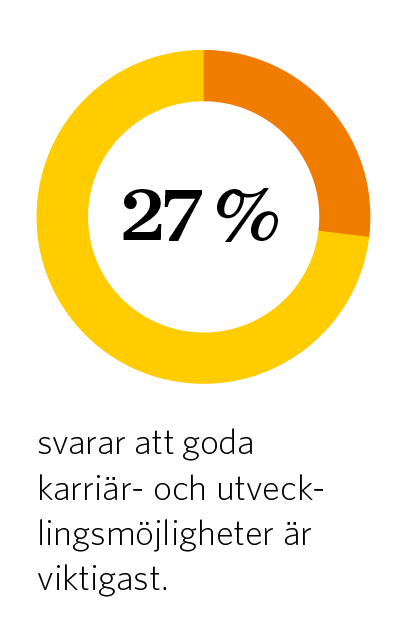 27 %
svarar att goda
karriär- och utveck-
lingsmöjligheter är
viktigast.